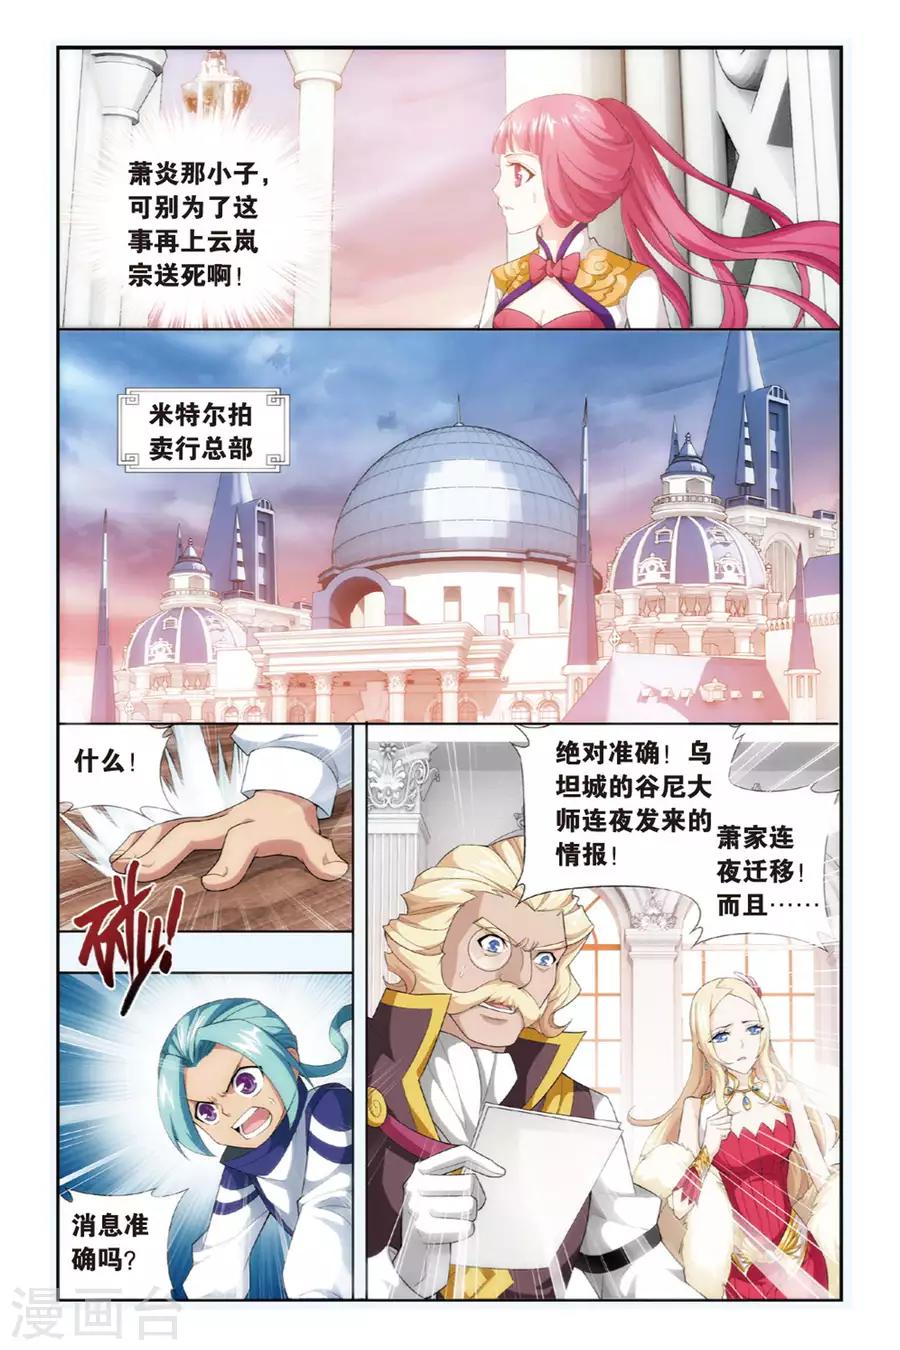 萧炎那小子，
可别为了这
事再上云岚
宗送死啊！
米特尔拍
卖行总部
什么！
砰！
消息准
确吗？
绝对准确！乌
坦城的谷尼大
师连夜发来的
情报！
萧家连
夜迁移！
而且……
漫画台